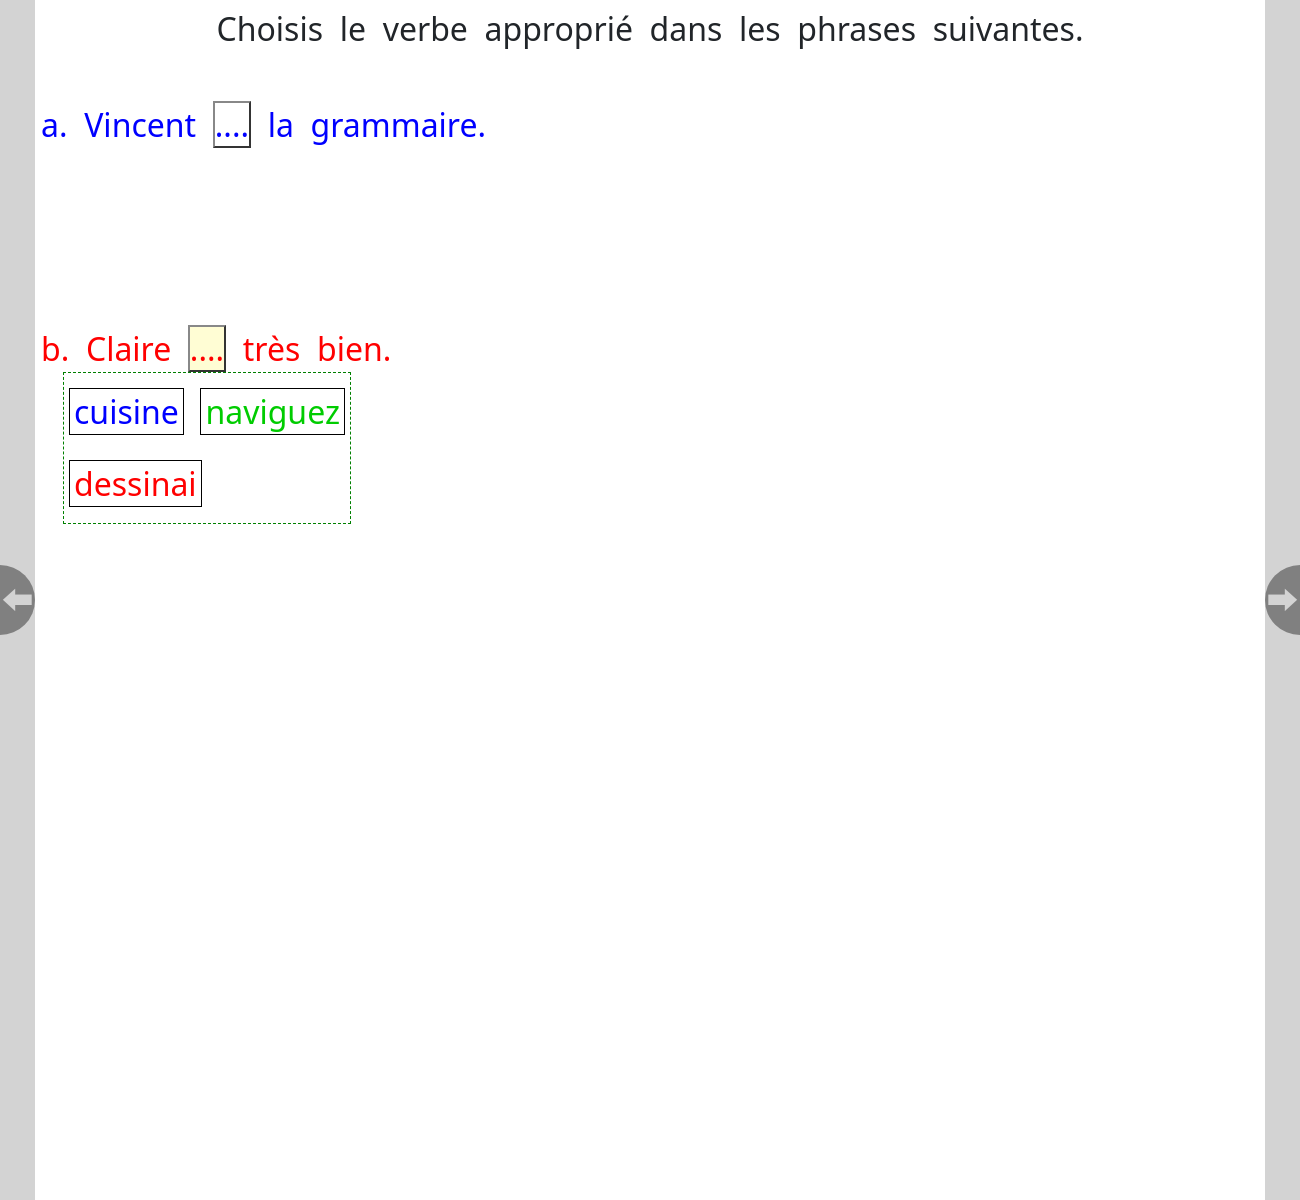 Choisis le verbe approprié dans les phrases suivantes.
a. Vincent .... la grammaire.
b. Claire .... très bien.
cuisine naviguez
dessinai